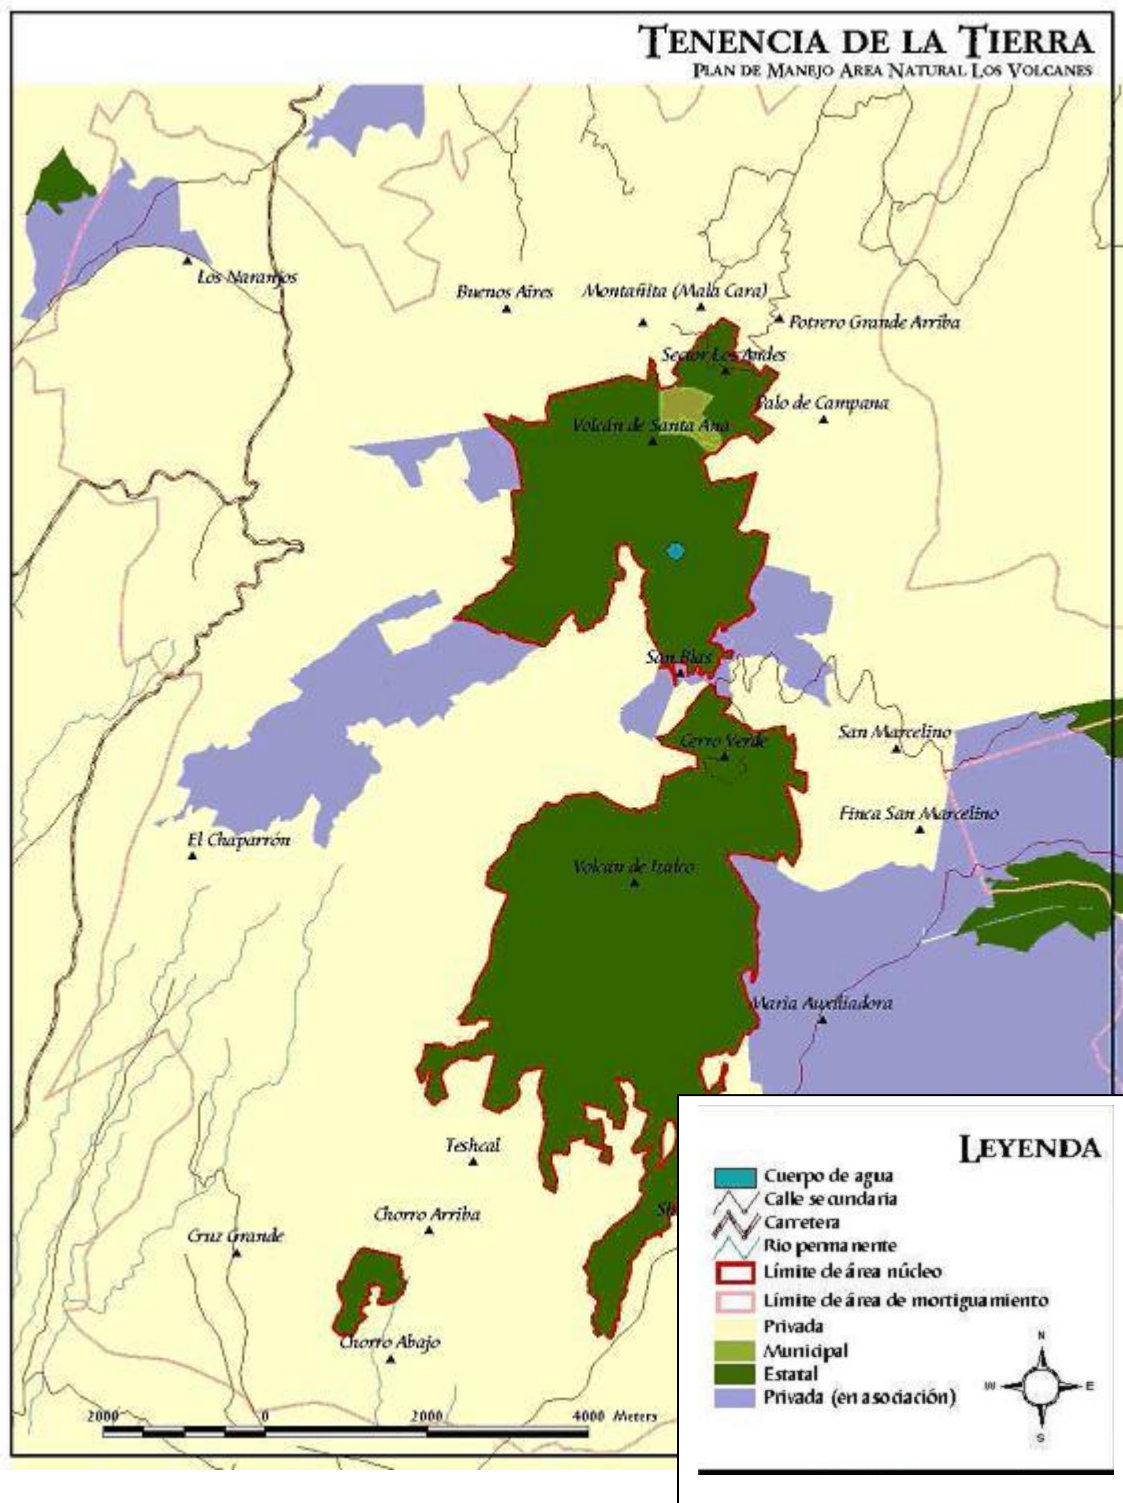 TENENCIA DE LA TIERRA
PLAN DE MANEJO AREA NATURAL LOS VOLCANES
Los Naranjos
Buenos Aires
Montañita (Mala Cara)
Potrero Grande Arriba
Sector Los Andes
Palo de Campana
Volcán de Santa Ana
San Blas
Cerro Verde
San Marcelino
Finca San Marcelino
El Chaparrón
Volcán de Izalco
María Auxiliadora
Teshcal
Chorro Arriba
Cruz Grande
Chorro Abajo
2000 0 2000 4000 Meters
LEYENDA
Cuerpo de agua
Calle secundaria
Carretera
Río permanente
Límite de área núcleo
Límite de área de mortiguamiento
Privada
Municipal
Estatal
Privada (en asociación)
N
W E
S